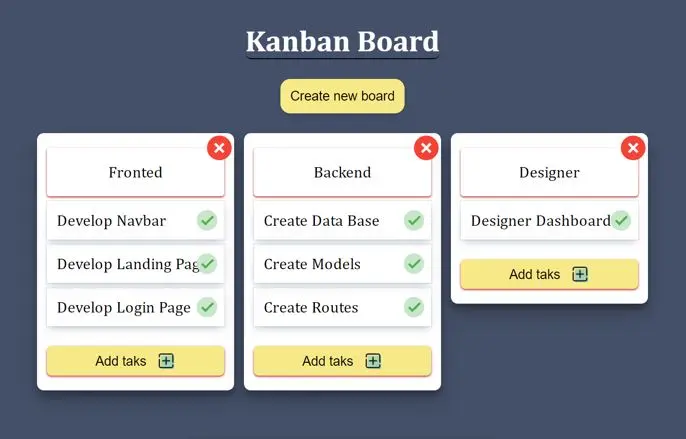 Kanban Board
Create new board
Fronted
Develop Navbar
Develop Landing Pag
Develop Login Page
Add taks
Backend
Create Data Base
Create Models
Create Routes
Add taks
Designer
Designer Dashboard
Add taks